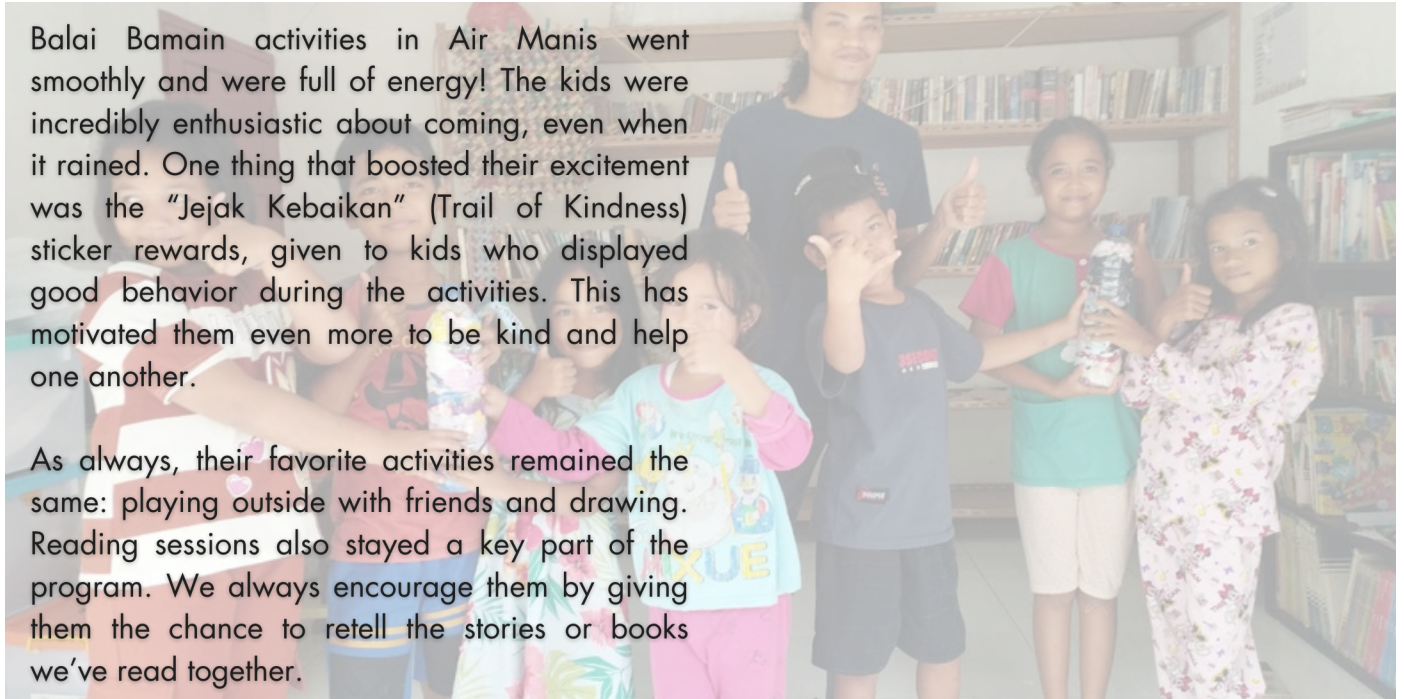 Balai Bamain activities in Air Manis went
smoothly and were full of energy! The kids were
incredibly enthusiastic about coming, even when
it rained. One thing that boosted their excitement
was the “Jejak Kebaikan” (Trail of Kindness)
sticker rewards, given to kids who displayed
good behavior during the activities. This has
motivated them even more to be kind and help
one another.
As always, their favorite activities remained the
same: playing outside with friends and drawing.
Reading sessions also stayed a key part of the
program. We always encourage them by giving
them the chance to retell the stories or books
we’ve read together.